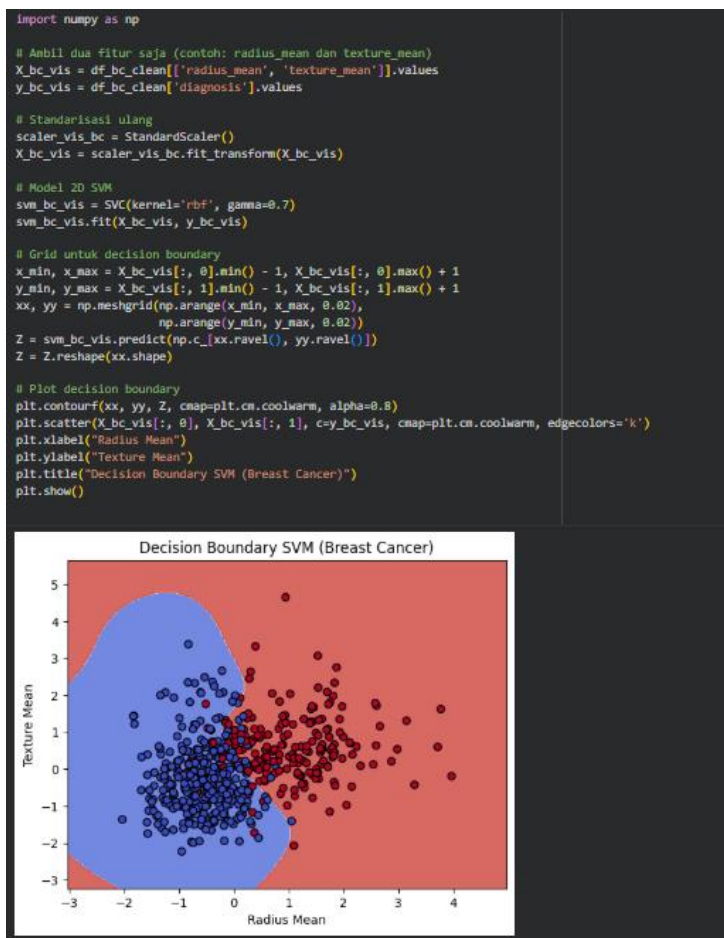 import numpy as np
# Ambil dua fitur saja (contoh: radius_mean dan texture_mean)
X_bc_vis = df_bc_clean[['radius_mean', 'texture_mean']].values
y_bc_vis = df_bc_clean['diagnosis'].values
# Standarisasi ulang
scaler_vis_bc = StandardScaler()
X_bc_vis = scaler_vis_bc.fit_transform(X_bc_vis)
# Model 2D SVM
svm_bc_vis = SVC(kernel='rbf', gamma=0.7)
svm_bc_vis.fit(X_bc_vis, y_bc_vis)
# Grid untuk decision boundary
x_min, x_max = X_bc_vis[:, 0].min() - 1, X_bc_vis[:, 0].max() + 1
y_min, y_max = X_bc_vis[:, 1].min() - 1, X_bc_vis[:, 1].max() + 1
xx, yy = np.meshgrid(np.arange(x_min, x_max, 0.02),
np.arange(y_min, y_max, 0.02))
Z = svm_bc_vis.predict(np.c_[xx.ravel(), yy.ravel()])
Z = Z.reshape(xx.shape)
# Plot decision boundary
plt.contourf(xx, yy, Z, cmap=plt.cm.coolwarm, alpha=0.8)
plt.scatter(X_bc_vis[:, 0], X_bc_vis[:, 1], c=y_bc_vis, cmap=plt.cm.coolwarm, edgecolors='k')
plt.xlabel("Radius Mean")
plt.ylabel("Texture Mean")
plt.title("Decision Boundary SVM (Breast Cancer)")
plt.show()
Decision Boundary SVM (Breast Cancer)
Texture Mean
5
4
3
2
1
0
−1
−2
−3
−3 −2 −1 0 1 2 3 4
Radius Mean